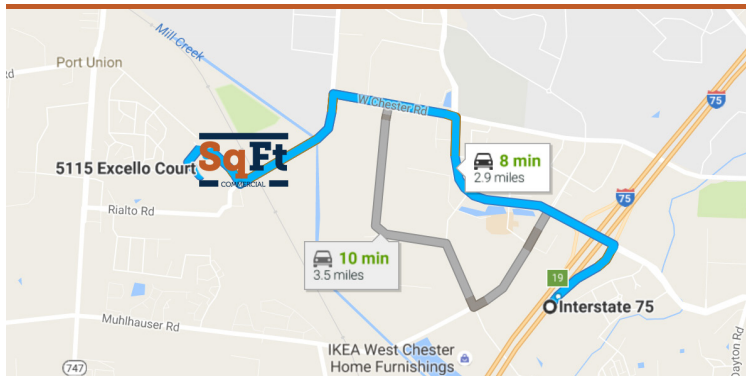 Mill Creek
Port Union
Rd
75
W Chester Rd
SqFt
COMMERCIAL
5115 Excello Court
8 min
2.9 miles
75
Rialto Rd
10 min
3.5 miles
19
Interstate 75
Muhlhauser Rd
IKEA West Chester
Home Furnishings
747
Dayton Rd